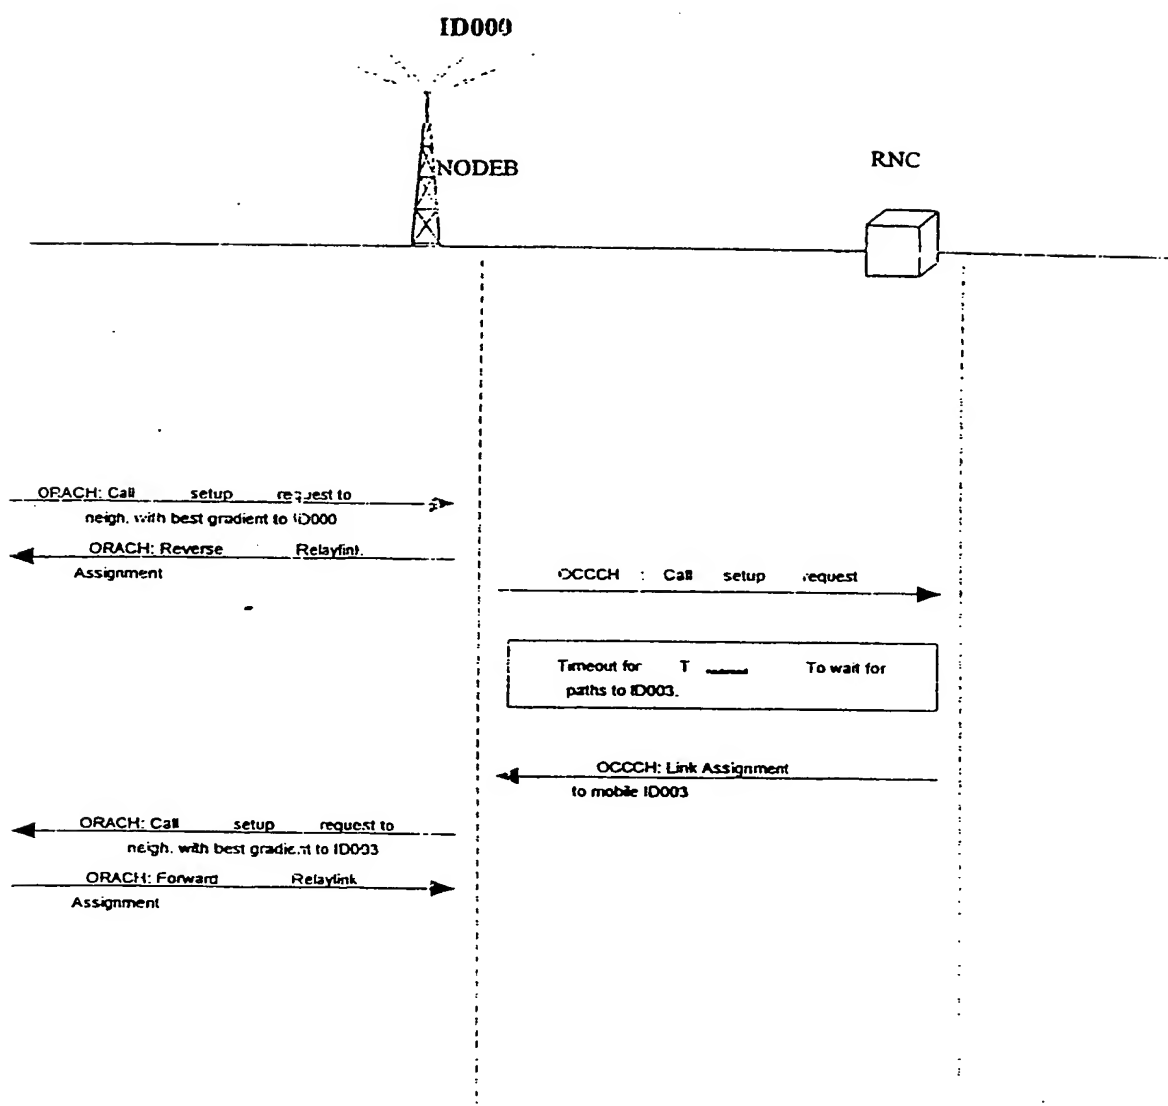 ID000
NODEB
RNC
ORACH: Call setup request to
neigh. with best gradient to ID000
ORACH: Reverse Relaylink
Assignment
OCCCH : Call setup request
Timeout for T To wait for
paths to ID003.
OCCCH: Link Assignment
to mobile ID003
ORACH: Call setup request to
neigh. with best gradient to ID003
ORACH: Forward Relaylink
Assignment